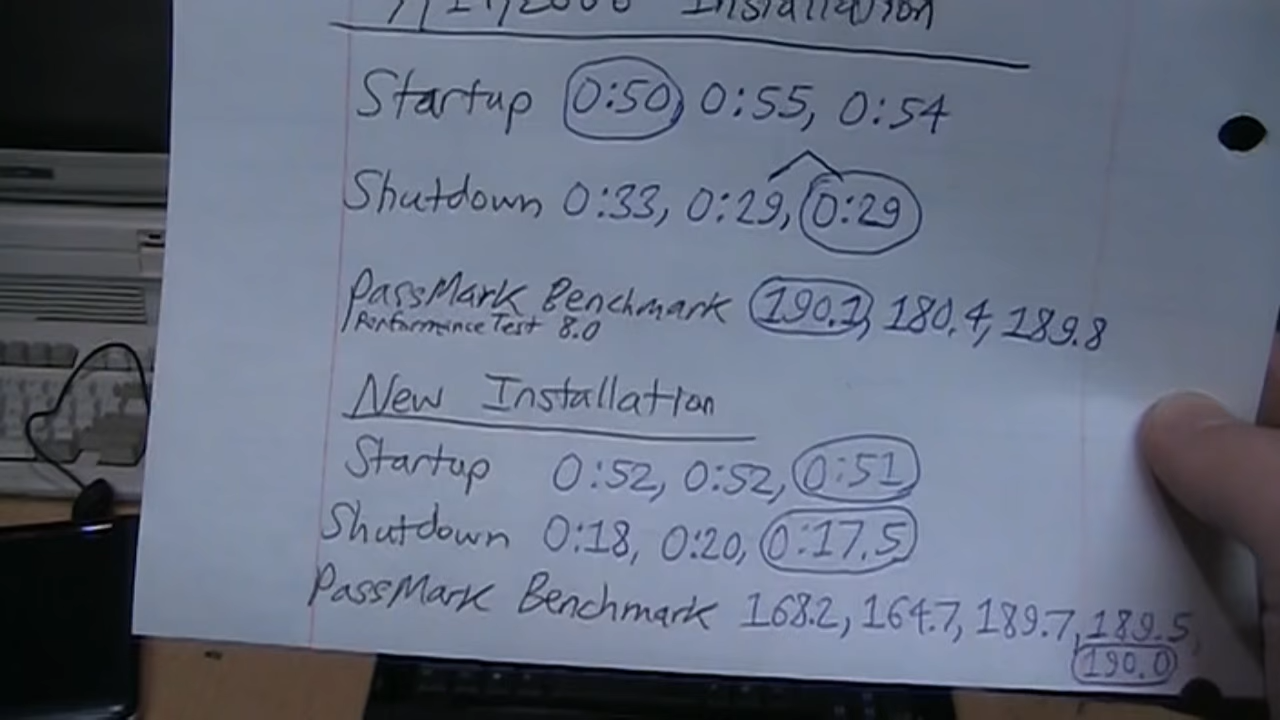 Installation
Startup 0:50, 0:55, 0:54
Shutdown 0:33, 0:29, 0:29
PassMark Benchmark 190.1, 180.4, 189.8
Performance Test 8.0
New Installation
Startup 0:52, 0:52, 0:51
Shutdown 0:18, 0:20, 0:17.5
PassMark Benchmark 168.2, 164.7, 189.7, 189.5,
190.0